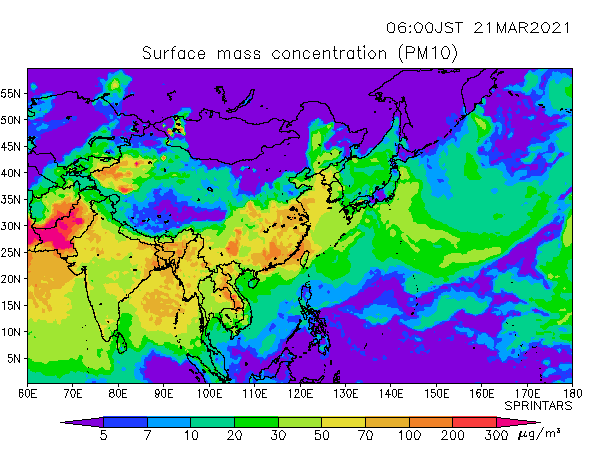 06:00JST 21MAR2021
Surface mass concentration (PM10)
55N
50N
45N
40N
35N
30N
25N
20N
15N
10N
5N
60E 70E 80E 90E 100E 110E 120E 130E 140E 150E 160E 170E 180
SPRINTARS
5 7 10 20 30 50 70 100 200 300 μg/m³